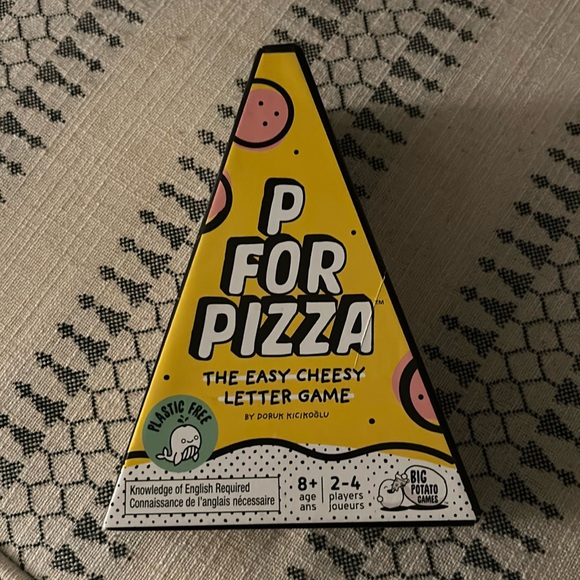 P
FOR
PIZZA™
THE EASY CHEESY
LETTER GAME
BY DORUK KICIKOĞLU
PLASTIC FREE
Knowledge of English Required
Connaissance de l'anglais nécessaire
8+
age
ans
2-4
players
joueurs
BIG
POTATO
GAMES